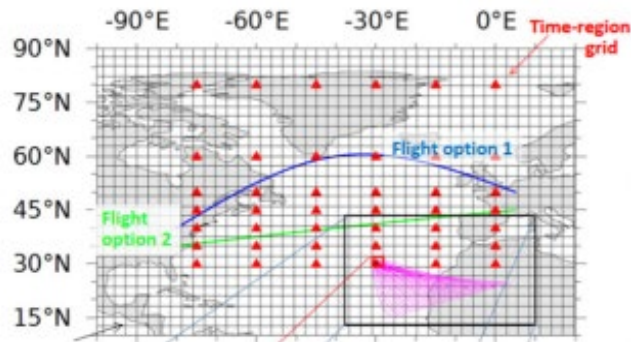 -90°E -60°E -30°E 0°E
Time-region
grid
90°N
75°N
60°N
Flight option 1
45°N
Flight
option 2
30°N
15°N